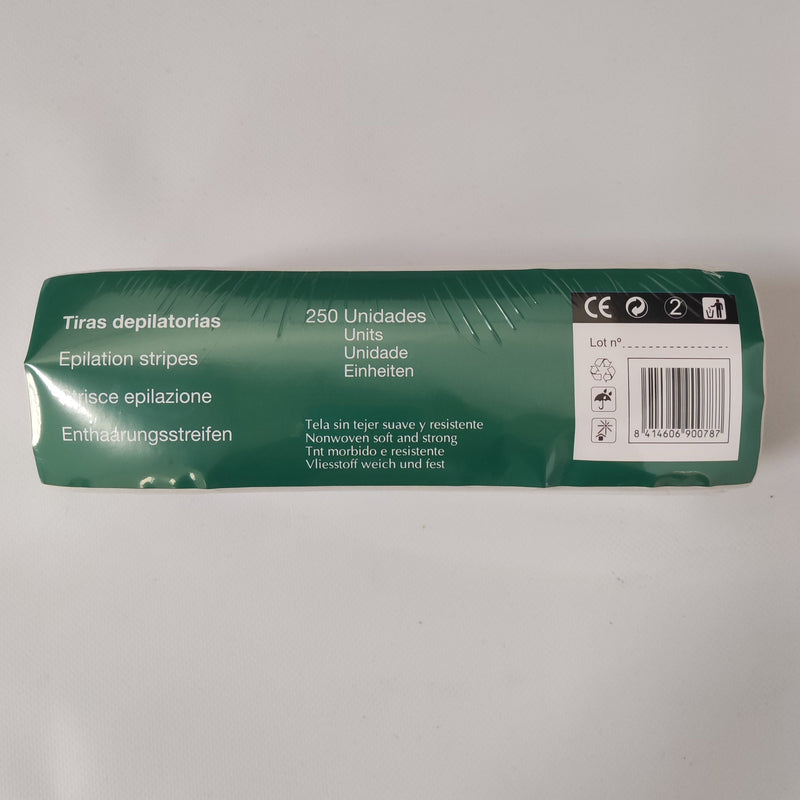 Tiras depilatorias
Epilation stripes
Strisce epilazione
Enthaarungsstreifen
250 Unidades
Units
Unidade
Einheiten
Tela sin tejer suave y resistente
Nonwoven soft and strong
Tnt morbido e resistente
Vliesstoff weich und fest
CE 2
Lot nº
8 414606 900787